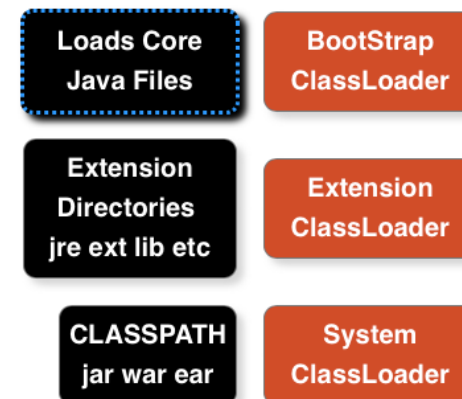 Loads Core
Java Files
BootStrap
ClassLoader
Extension
Directories
jre ext lib etc
Extension
ClassLoader
CLASSPATH
jar war ear
System
ClassLoader